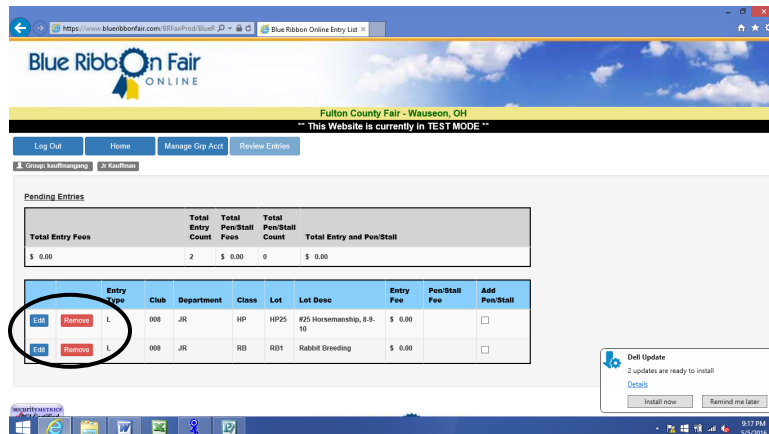 https://www.blueribbonfair.com/BRFairProd/BlueR
Blue Ribbon Online Entry List
Blue Ribbon Fair
ONLINE
Fulton County Fair - Wauseon, OH
** This Website is currently in TEST MODE **
Log Out Home Manage Grp Acct Review Entries
Group: kauffmangang Jr Kauffman
Pending Entries
Total Entry Fees Total Entry Count Total Pen/Stall Fees Total Pen/Stall Count Total Entry and Pen/Stall
$ 0.00 2 $ 0.00 0 $ 0.00
Entry Type Club Department Class Lot Lot Desc Entry Fee Pen/Stall Fee Add Pen/Stall
Edit Remove L 008 JR HP HP25 #25 Horsemanship, 8-9-10 $ 0.00
Edit Remove L 008 JR RB RB1 Rabbit Breeding $ 0.00
Dell Update
2 updates are ready to install
Details
Install now Remind me later
securityMETRICS
9:17 PM
5/5/2016